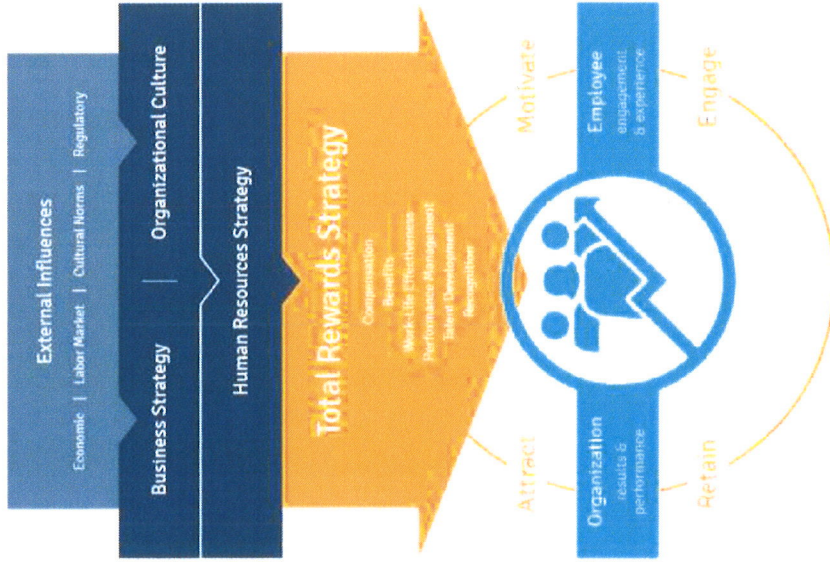 External Influences
Economic | Labor Market | Cultural Norms | Regulatory
Business Strategy | Organizational Culture
Human Resources Strategy
Total Rewards Strategy
Compensation
Benefits
Work-Life Effectiveness
Performance Management
Talent Development
Recognition
Attract
Motivate
Organization
results &
performance
Employee
engagement
& experience
Retain
Engage